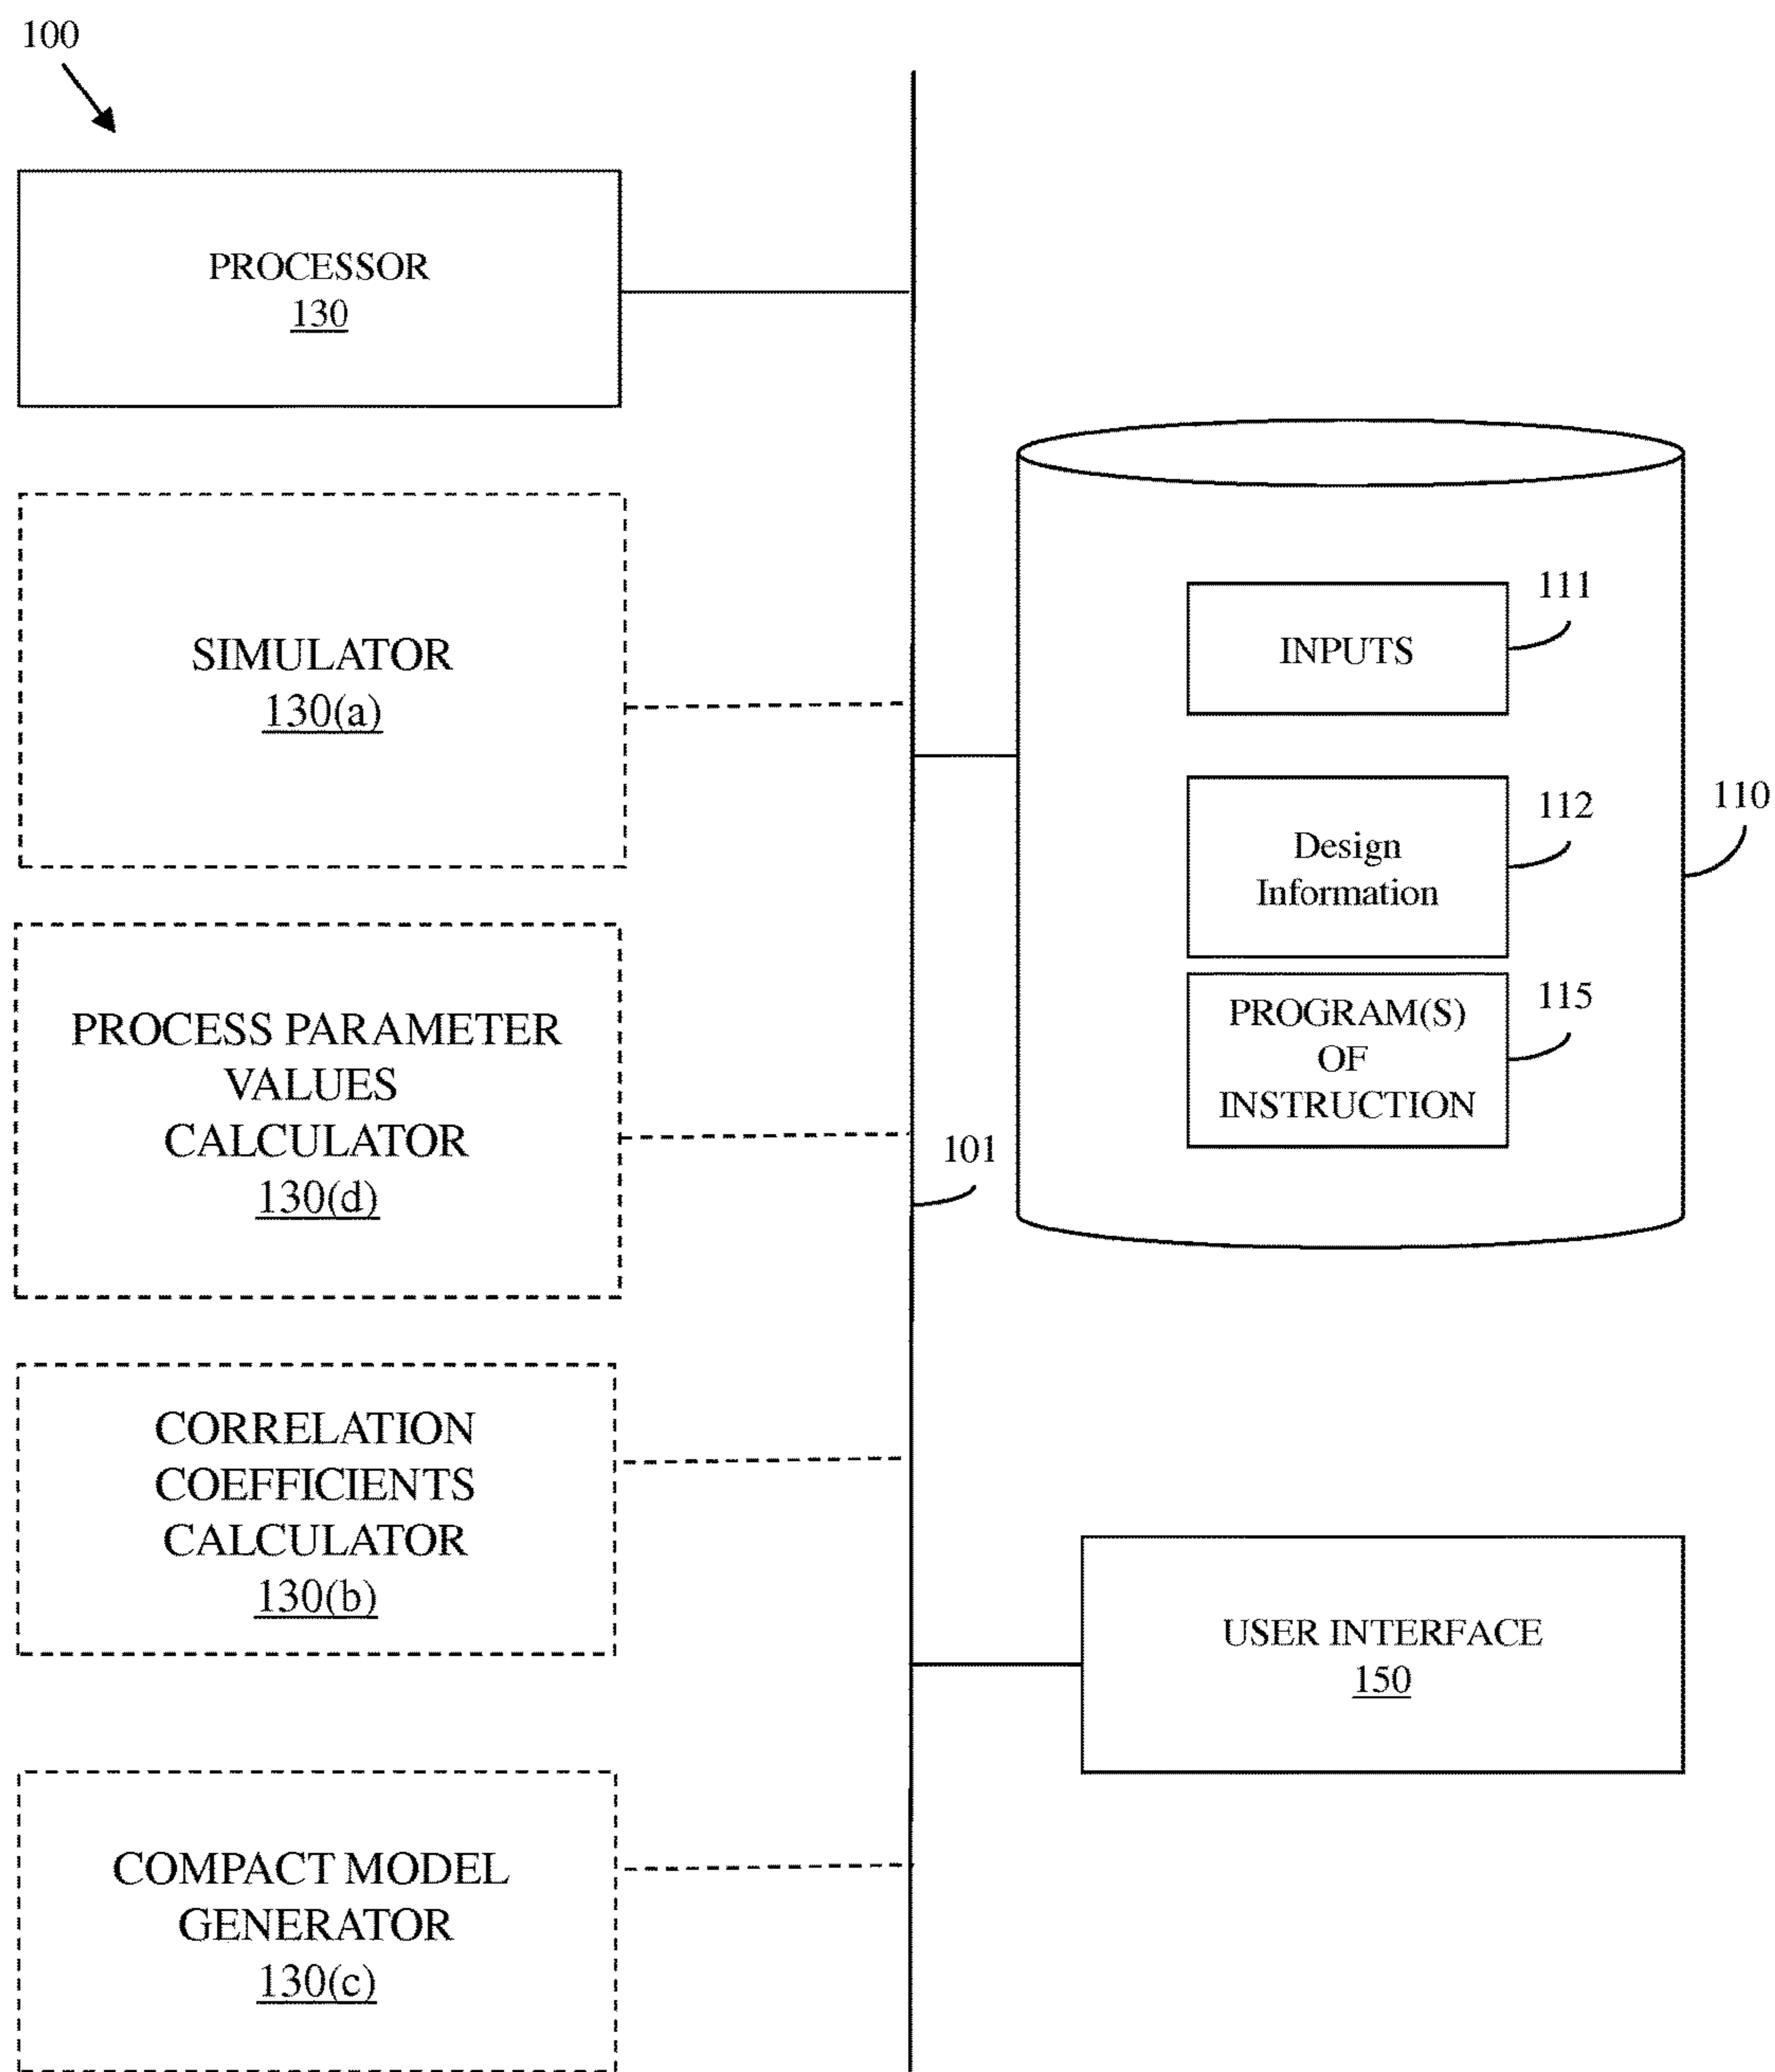 100
PROCESSOR
130
SIMULATOR
130(a)
PROCESS PARAMETER
VALUES
CALCULATOR
130(d)
CORRELATION
COEFFICIENTS
CALCULATOR
130(b)
COMPACT MODEL
GENERATOR
130(c)
101
INPUTS
111
Design
Information
112
PROGRAM(S)
OF
INSTRUCTION
115
110
USER INTERFACE
150